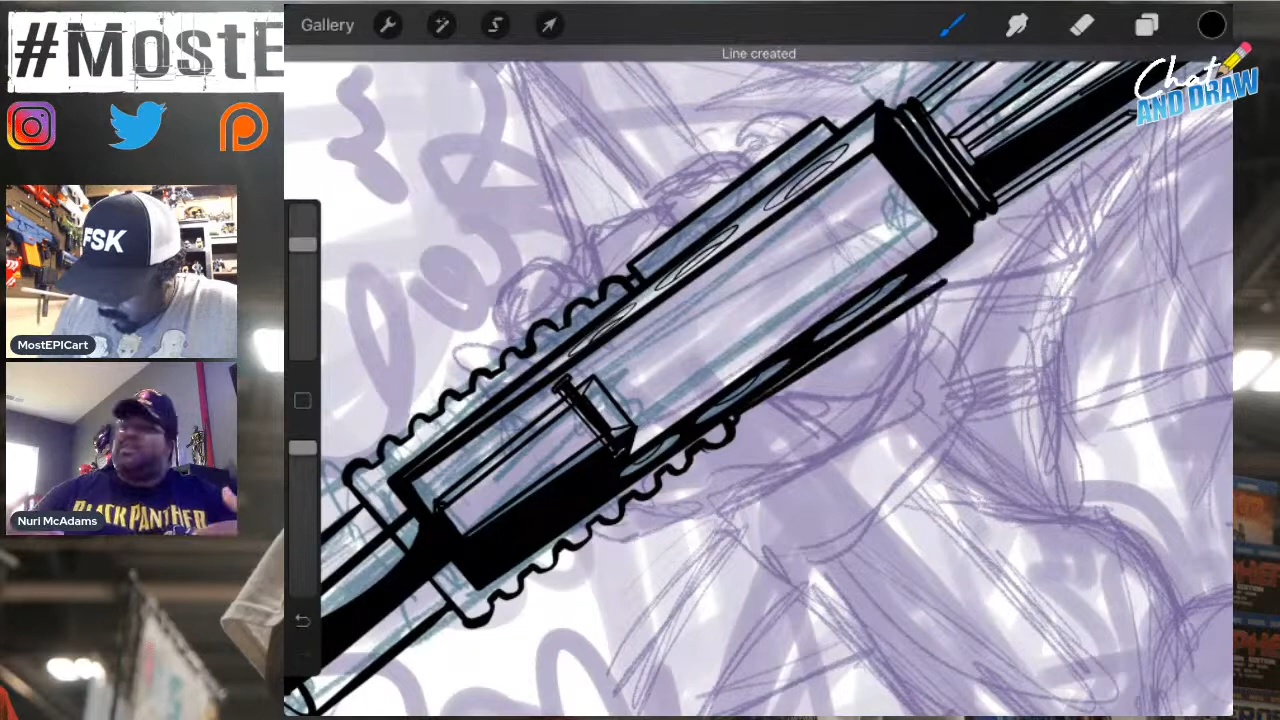 #MostE
Gallery
Line created
Chat
AND DRAW
FSK
MostEPICart
BLACK PANTHER
Nuri McAdams